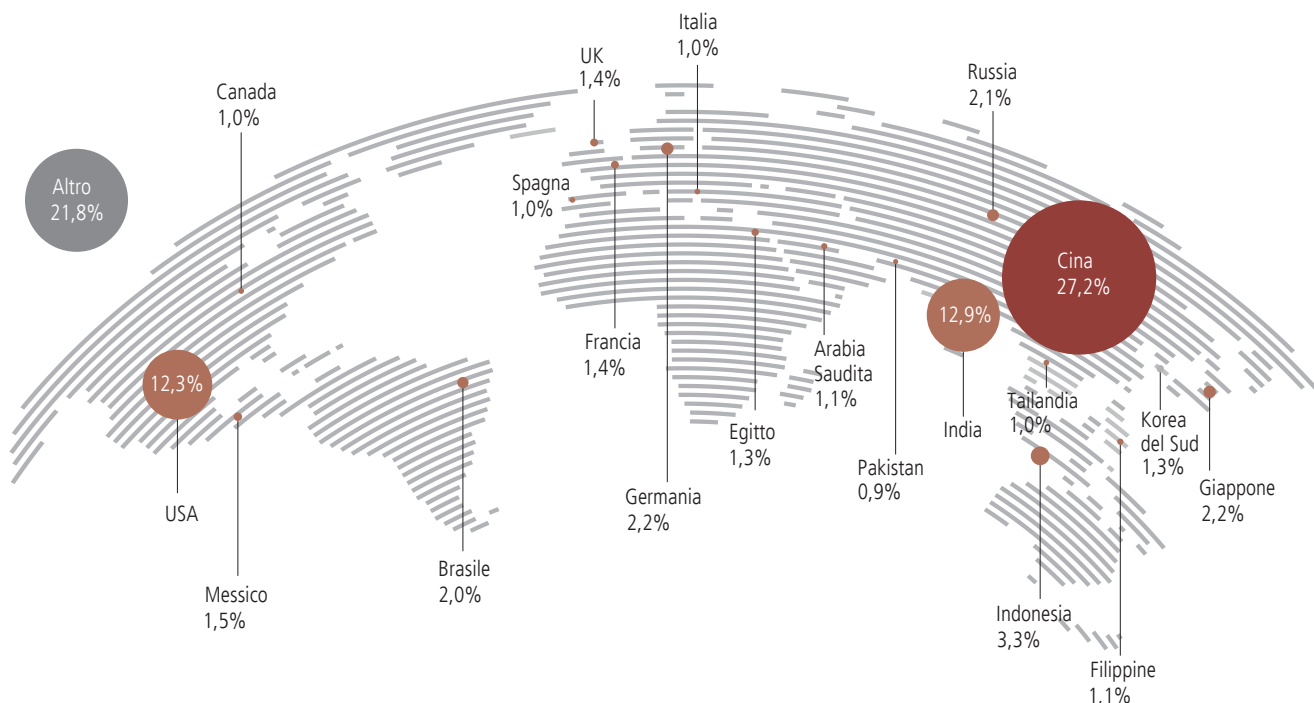 Italia
1,0%
UK
1,4%
Russia
2,1%
Canada
1,0%
Altro
21,8%
Spagna
1,0%
Cina
27,2%
12,9%
Francia
1,4%
Arabia
Saudita
1,1%
12,3%
Tailandia
1,0%
India
Korea
del Sud
1,3%
Egitto
1,3%
Pakistan
0,9%
Germania
2,2%
Giappone
2,2%
USA
Brasile
2,0%
Messico
1,5%
Indonesia
3,3%
Filippine
1,1%